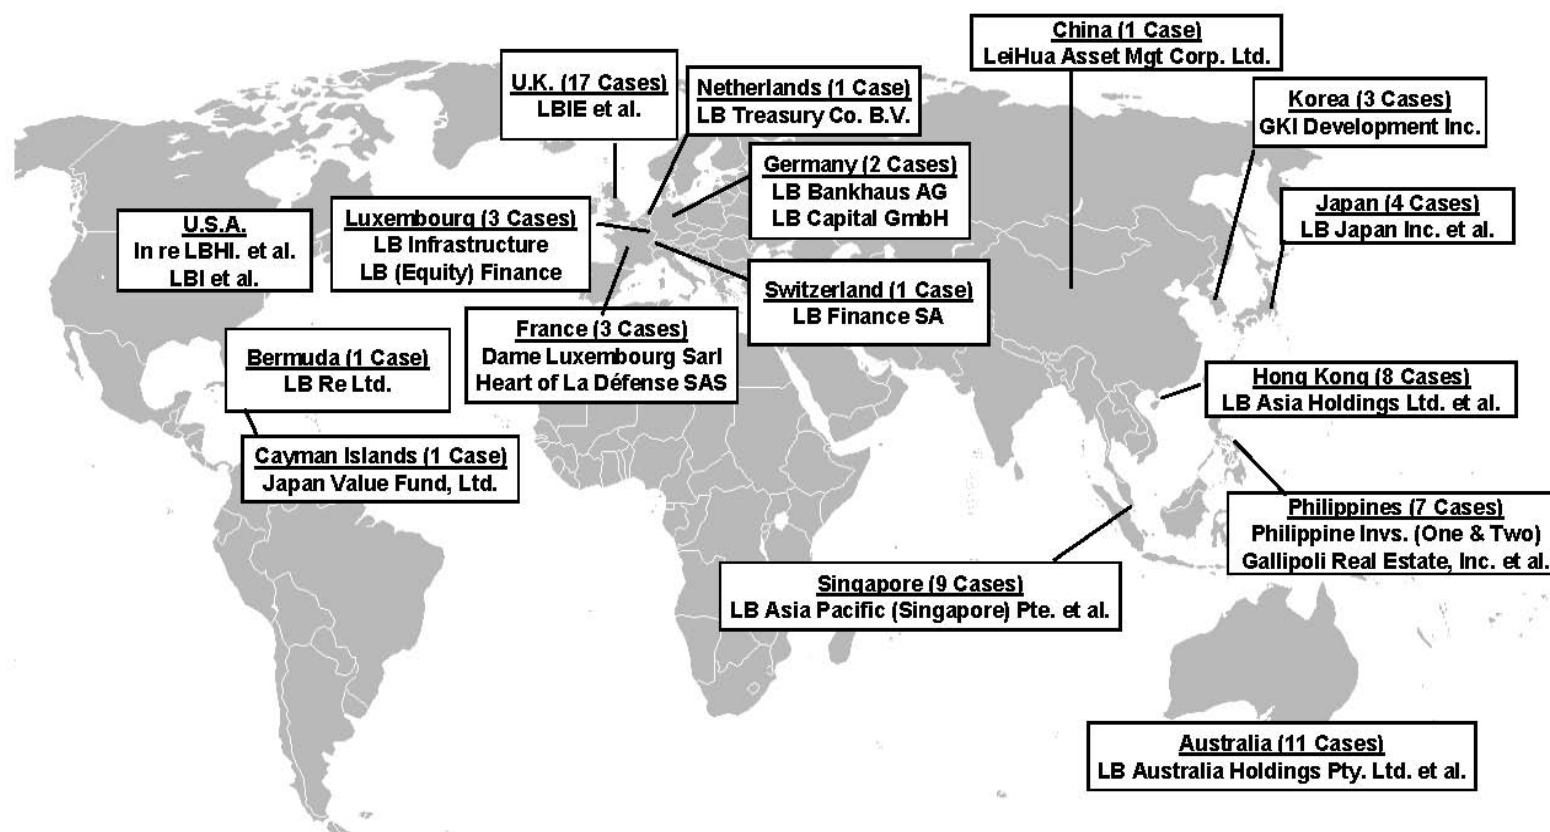 China (1 Case)
LeiHua Asset Mgt Corp. Ltd.
U.K. (17 Cases)
LBIE et al.
Netherlands (1 Case)
LB Treasury Co. B.V.
Korea (3 Cases)
GKI Development Inc.
Germany (2 Cases)
LB Bankhaus AG
LB Capital GmbH
U.S.A.
In re LBHI. et al.
LBI et al.
Luxembourg (3 Cases)
LB Infrastructure
LB (Equity) Finance
Japan (4 Cases)
LB Japan Inc. et al.
Switzerland (1 Case)
LB Finance SA
France (3 Cases)
Dame Luxembourg Sarl
Heart of La Défense SAS
Bermuda (1 Case)
LB Re Ltd.
Hong Kong (8 Cases)
LB Asia Holdings Ltd. et al.
Cayman Islands (1 Case)
Japan Value Fund, Ltd.
Philippines (7 Cases)
Philippine Invs. (One & Two)
Gallipoli Real Estate, Inc. et al.
Singapore (9 Cases)
LB Asia Pacific (Singapore) Pte. et al.
Australia (11 Cases)
LB Australia Holdings Pty. Ltd. et al.